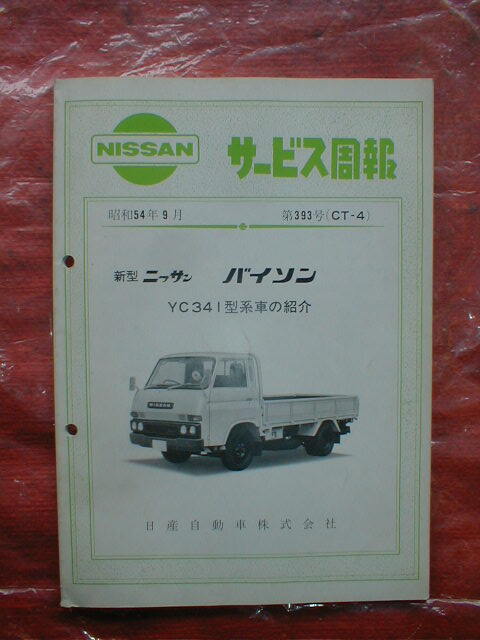 NISSAN
サービス周報
昭和54年9月 第393号(CT-4)
新型 ニッサン バイソン
YC341型系車の紹介
日産自動車株式会社